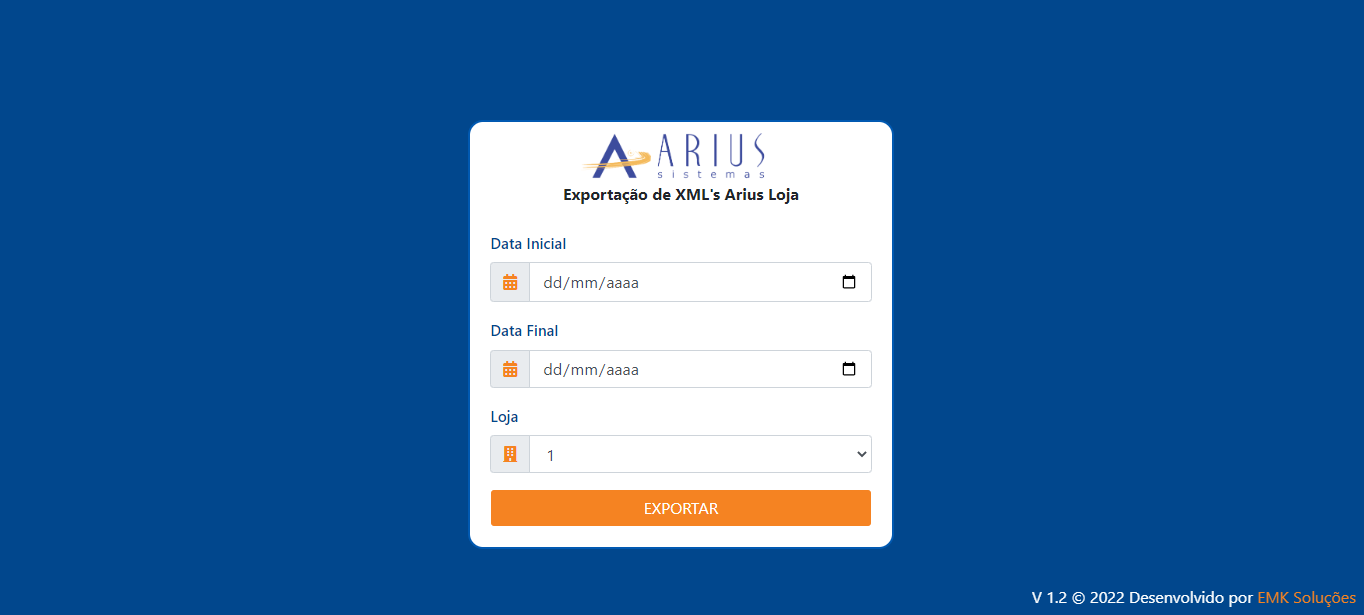 ARIUS
sistemas
Exportação de XML's Arius Loja
Data Inicial
dd/mm/aaaa
Data Final
dd/mm/aaaa
Loja
1
EXPORTAR
V 1.2 © 2022 Desenvolvido por EMK Soluções